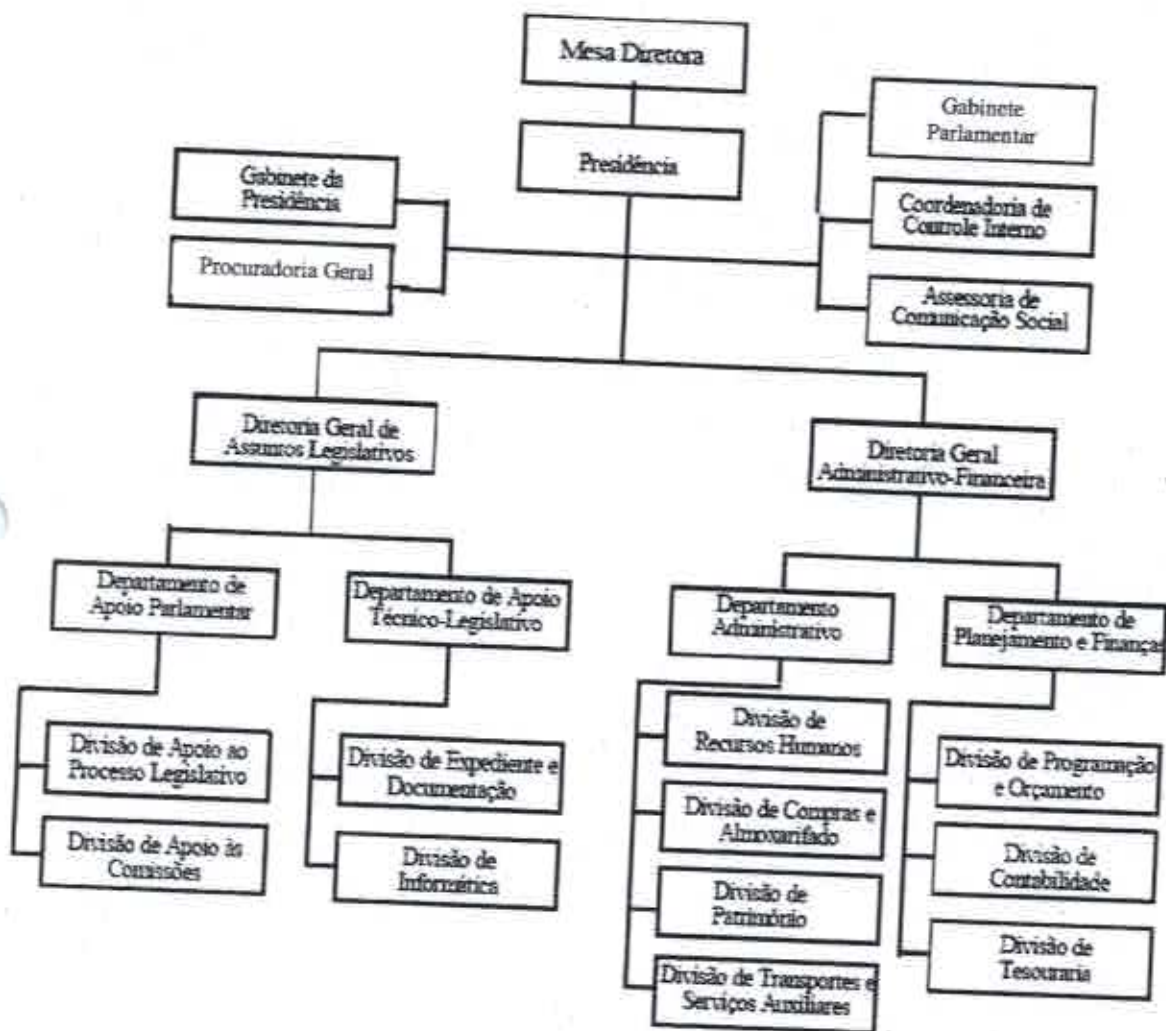 Mesa Diretora
Presidência
Gabinete da
Presidência
Procuradoria Geral
Gabinete
Parlamentar
Coordenadoria de
Controle Interno
Assessoria de
Comunicação Social
Diretoria Geral de
Assuntos Legislativos
Diretoria Geral
Administrativo-Financeira
Departamento de
Apoio Parlamentar
Departamento de Apoio
Técnico-Legislativo
Departamento
Administrativo
Departamento de
Planejamento e Finanças
Divisão de Apoio ao
Processo Legislativo
Divisão de Apoio às
Comissões
Divisão de Expediente e
Documentação
Divisão de
Informática
Divisão de
Recursos Humanos
Divisão de Compras e
Almoxarifado
Divisão de
Patrimônio
Divisão de Transportes e
Serviços Auxiliares
Divisão de Programação
e Orçamento
Divisão de
Contabilidade
Divisão de
Tesouraria